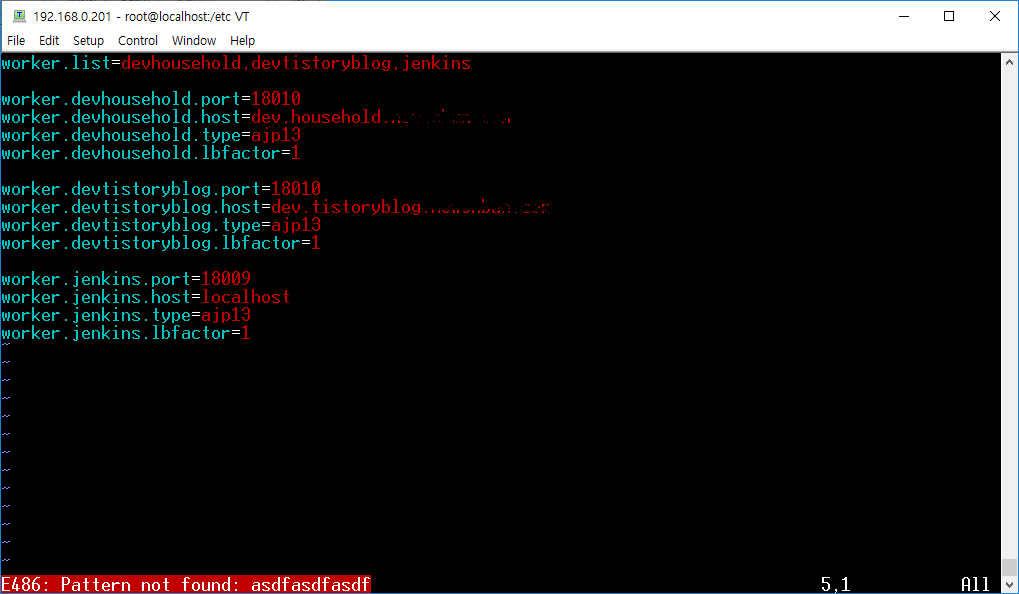 192.168.0.201 - root@localhost:/etc VT
File Edit Setup Control Window Help
worker.list=devhousehold,devtistoryblog,jenkins
worker.devhousehold.port=18010
worker.devhousehold.host=dev.household.
worker.devhousehold.type=ajp13
worker.devhousehold.lbfactor=1
worker.devtistoryblog.port=18010
worker.devtistoryblog.host=dev.tistoryblog.
worker.devtistoryblog.type=ajp13
worker.devtistoryblog.lbfactor=1
worker.jenkins.port=18009
worker.jenkins.host=localhost
worker.jenkins.type=ajp13
worker.jenkins.lbfactor=1
~
~
~
~
~
~
~
~
~
~
~
~
~
E486: Pattern not found: asdfasdfasdf 5,1 All